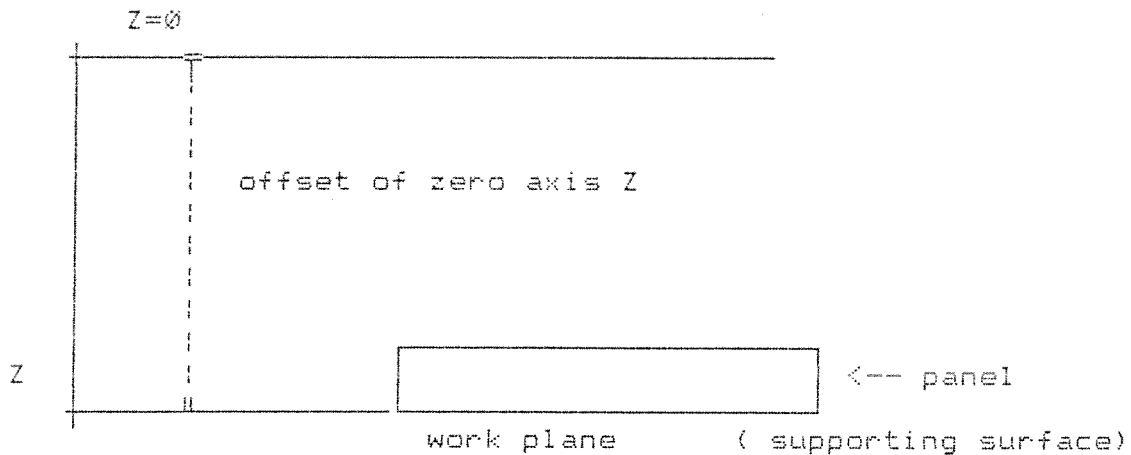 Z=Ø
offset of zero axis Z
Z
<-- panel
work plane ( supporting surface)